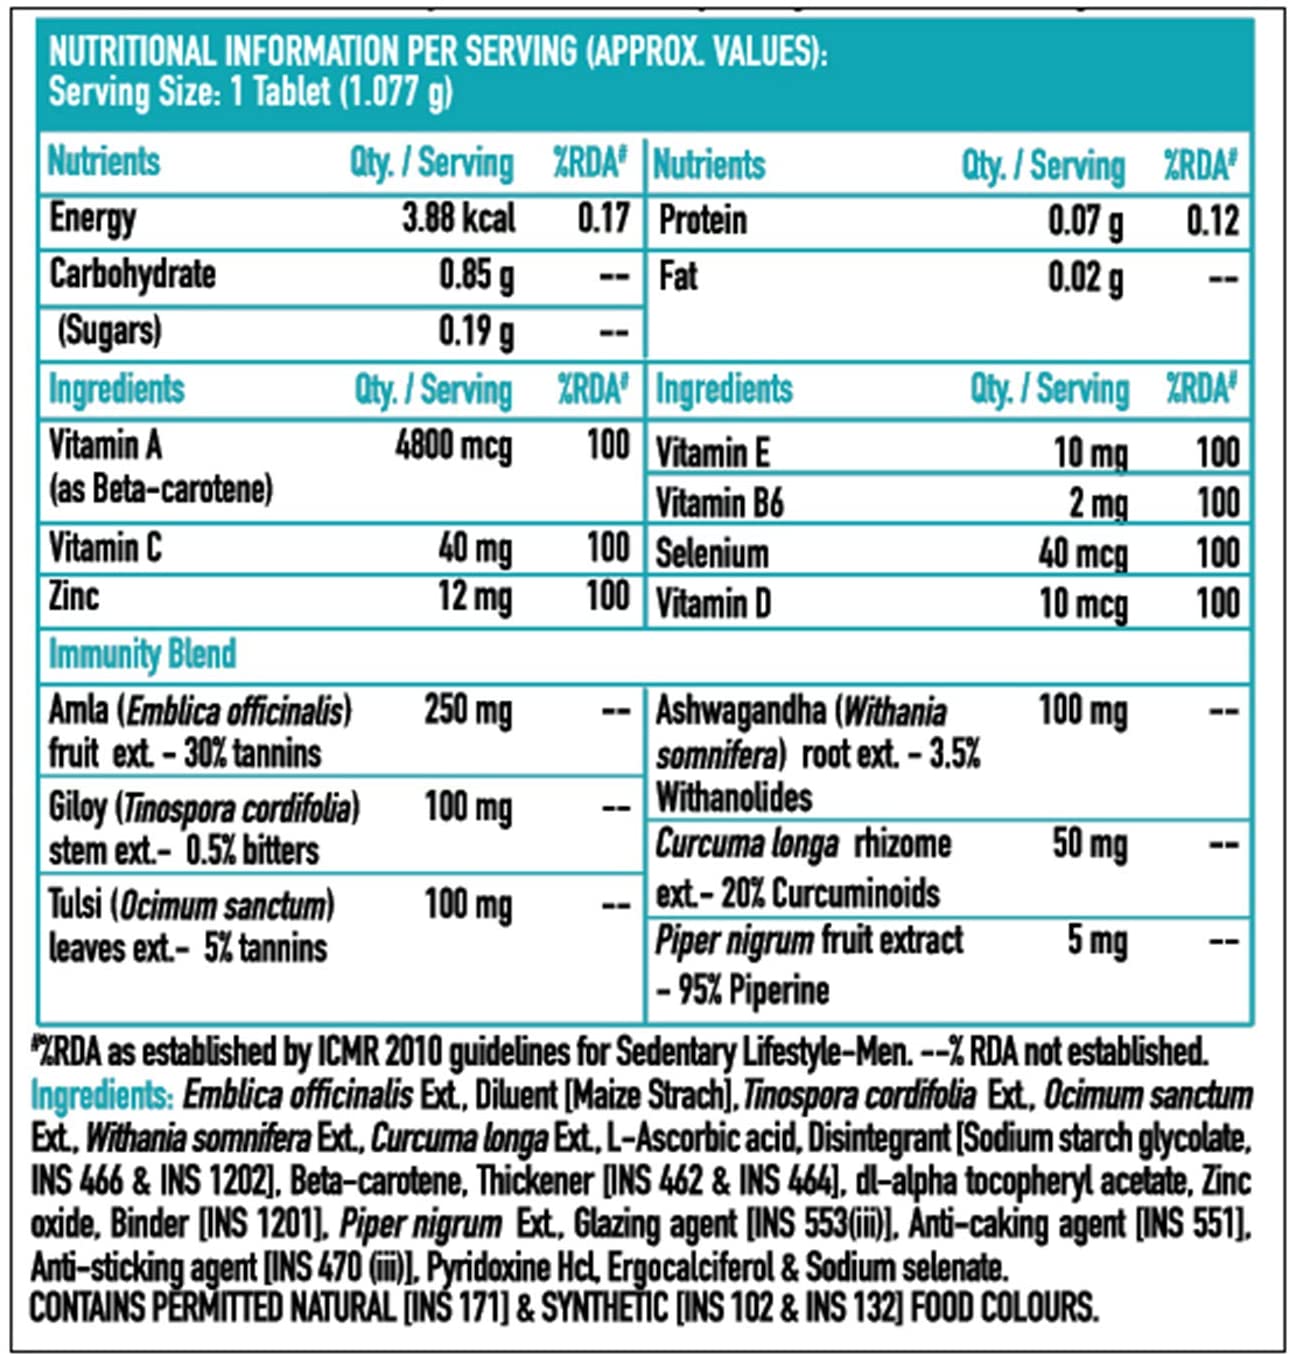 NUTRITIONAL INFORMATION PER SERVING (APPROX. VALUES):
Serving Size: 1 Tablet (1.077 g)
Nutrients Qty. / Serving %RDA# Nutrients Qty. / Serving %RDA#
Energy 3.88 kcal 0.17 Protein 0.07 g 0.12
Carbohydrate 0.85 g -- Fat 0.02 g --
(Sugars) 0.19 g --
Ingredients Qty. / Serving %RDA# Ingredients Qty. / Serving %RDA#
Vitamin A 4800 mcg 100 Vitamin E 10 mg 100
(as Beta-carotene)
Vitamin B6 2 mg 100
Vitamin C 40 mg 100 Selenium 40 mcg 100
Zinc 12 mg 100 Vitamin D 10 mcg 100
Immunity Blend
Amla (Emblica officinalis) 250 mg --
fruit ext. - 30% tannins
Giloy (Tinospora cordifolia) 100 mg --
stem ext.- 0.5% bitters
Tulsi (Ocimum sanctum) 100 mg --
leaves ext.- 5% tannins
Ashwagandha (Withania 100 mg --
somnifera) root ext. - 3.5%
Withanolides
Curcuma longa rhizome 50 mg --
ext.- 20% Curcuminoids
Piper nigrum fruit extract 5 mg --
- 95% Piperine
#%RDA as established by ICMR 2010 guidelines for Sedentary Lifestyle-Men. --% RDA not established.
Ingredients: Emblica officinalis Ext., Diluent [Maize Strach], Tinospora cordifolia Ext., Ocimum sanctum
Ext., Withania somnifera Ext., Curcuma longa Ext., L-Ascorbic acid, Disintegrant [Sodium starch glycolate,
INS 466 & INS 1202], Beta-carotene, Thickener [INS 462 & INS 464], dl-alpha tocopheryl acetate, Zinc
oxide, Binder [INS 1201], Piper nigrum Ext., Glazing agent [INS 553(iii)], Anti-caking agent [INS 551],
Anti-sticking agent [INS 470 (iii)], Pyridoxine Hcl, Ergocalciferol & Sodium selenate.
CONTAINS PERMITTED NATURAL [INS 171] & SYNTHETIC [INS 102 & INS 132] FOOD COLOURS.